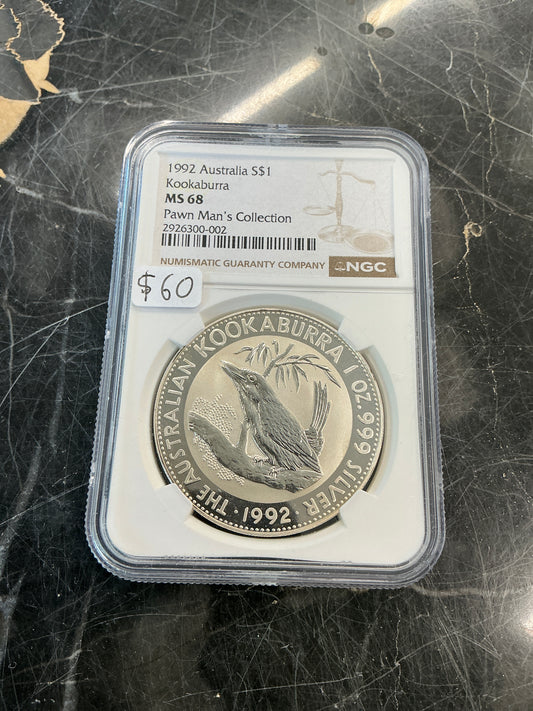 1992 Australia S$1
Kookaburra
MS 68
Pawn Man's Collection
2926300-002
NUMISMATIC GUARANTY COMPANY NGC
$60
THE AUSTRALIAN KOOKABURRA 1 OZ. 999 SILVER
· 1992 ·